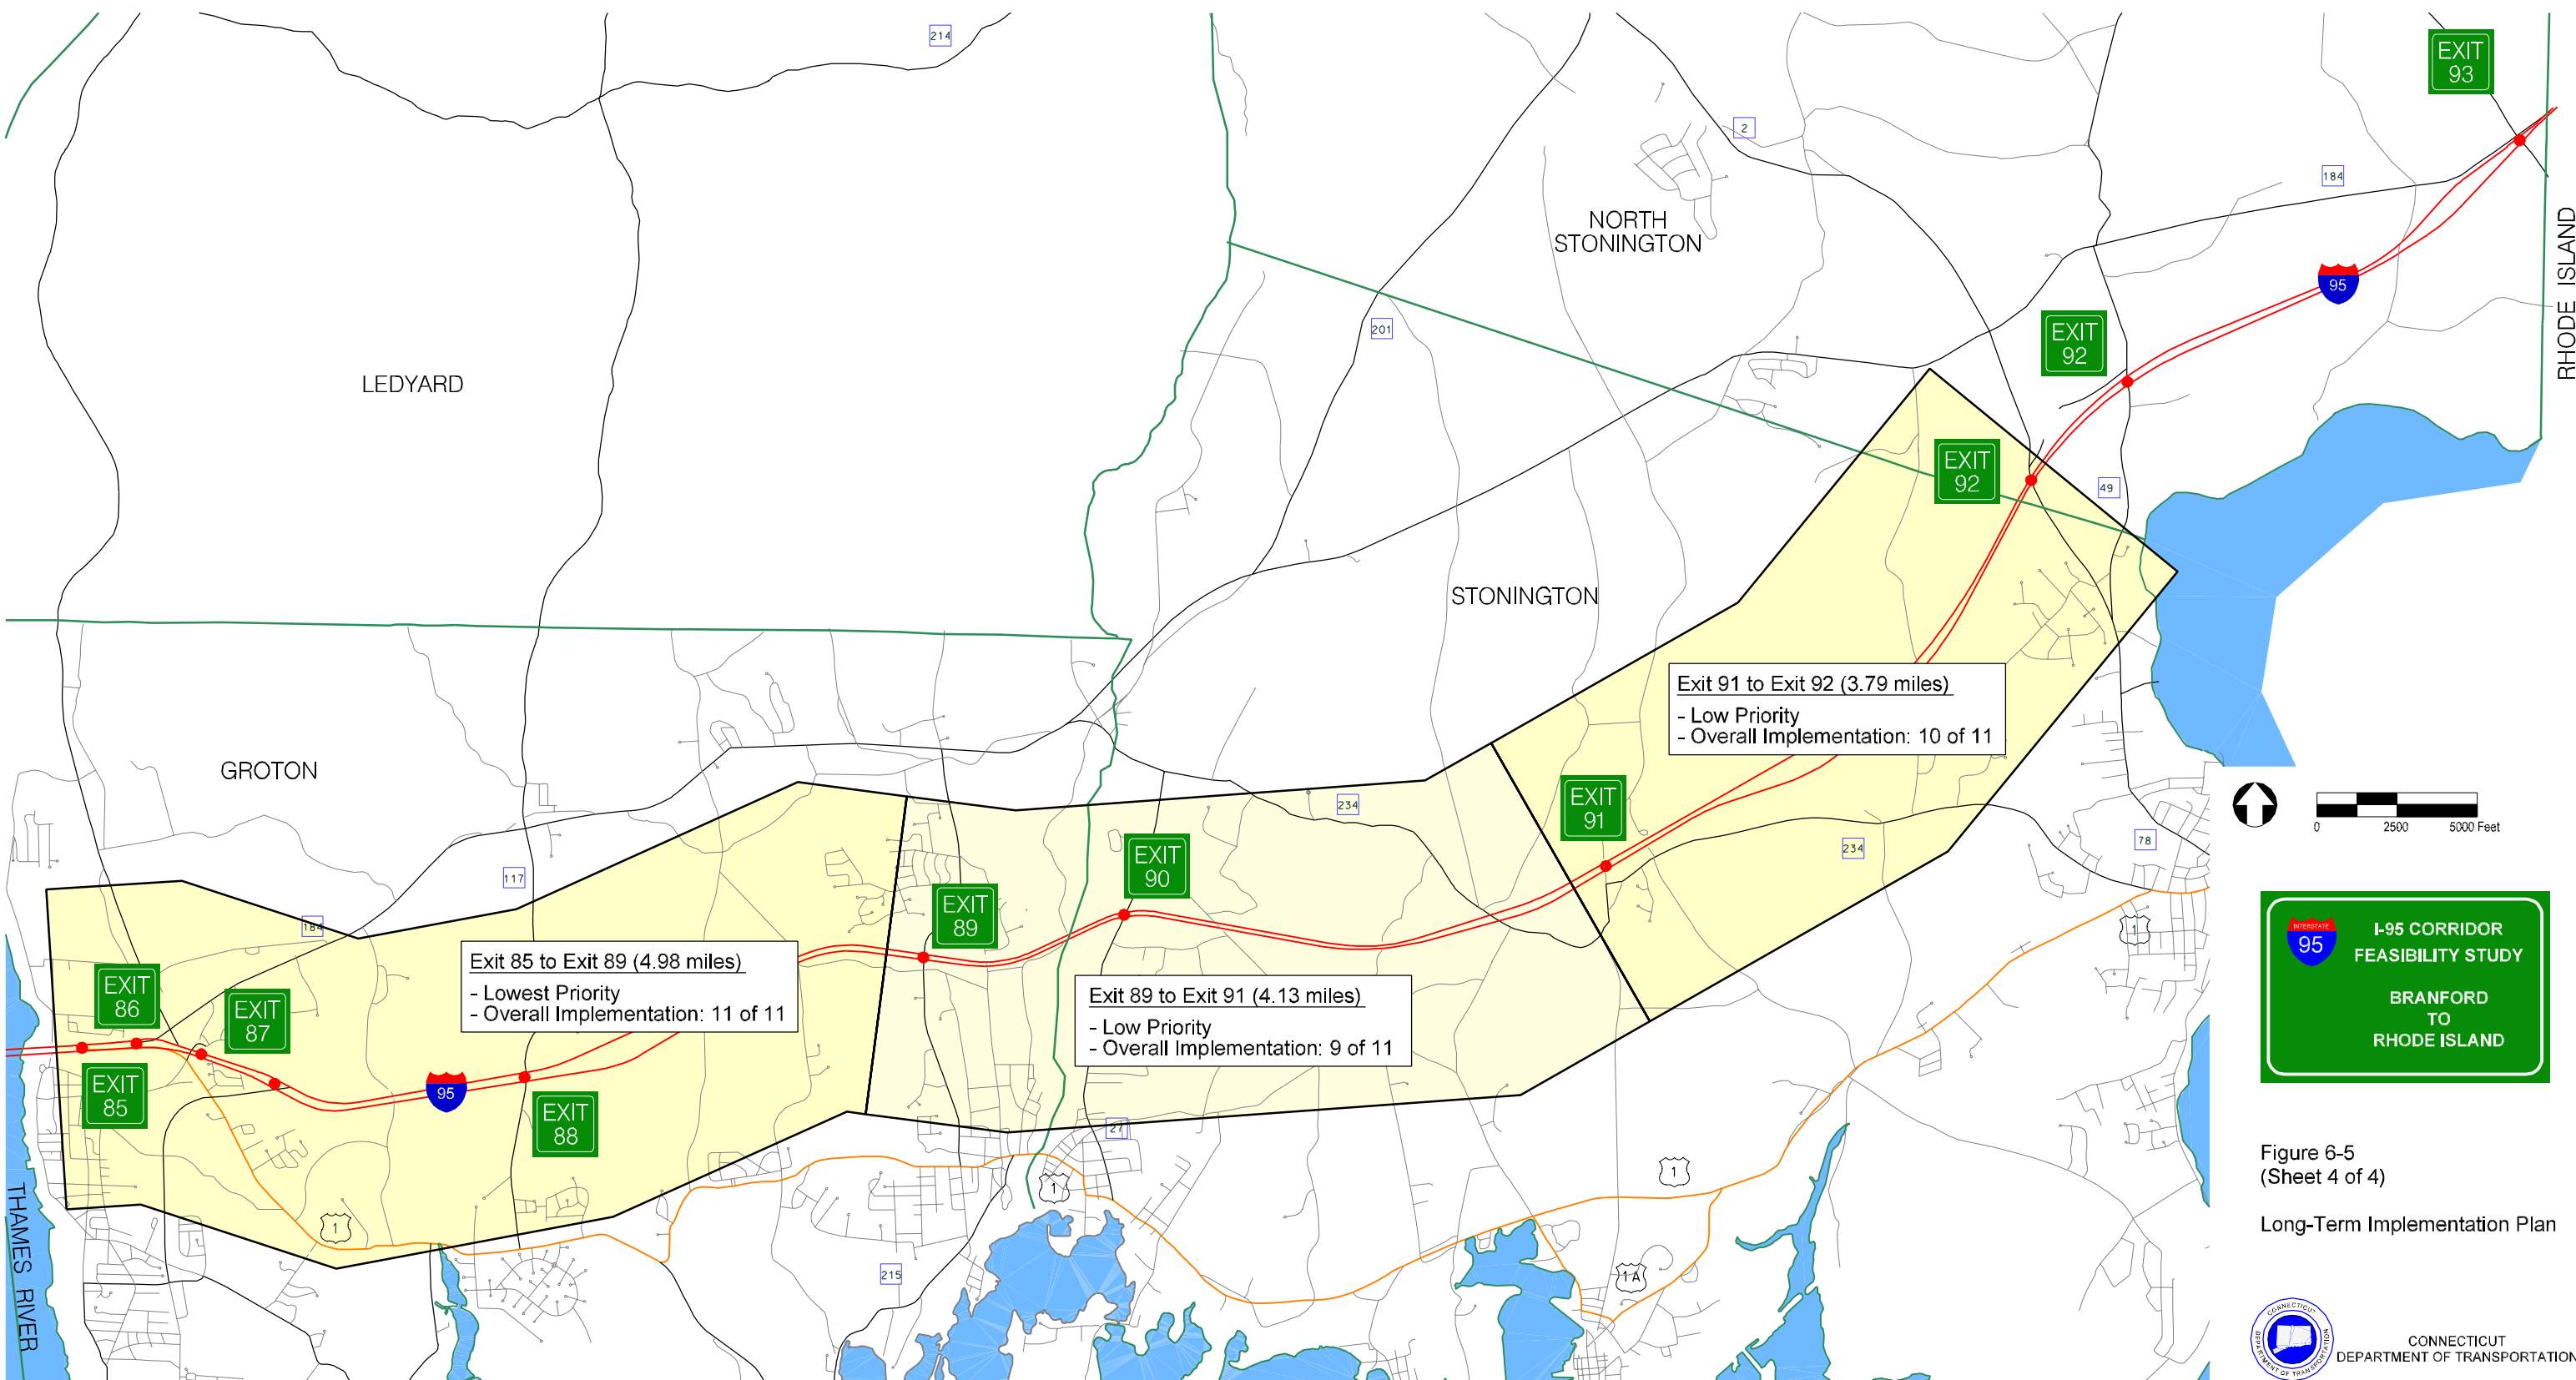 214
EXIT
93
2
184
NORTH
STONINGTON
RHODE ISLAND
95
201
EXIT
92
LEDYARD
EXIT
92
49
STONINGTON
Exit 91 to Exit 92 (3.79 miles)
- Low Priority
- Overall Implementation: 10 of 11
GROTON
EXIT
91
234
234
0 2500 5000 Feet
78
117
EXIT
90
EXIT
89
184
1
INTERSTATE
95
I-95 CORRIDOR
FEASIBILITY STUDY
BRANFORD
TO
RHODE ISLAND
Exit 85 to Exit 89 (4.98 miles)
- Lowest Priority
- Overall Implementation: 11 of 11
EXIT
86
EXIT
87
Exit 89 to Exit 91 (4.13 miles)
- Low Priority
- Overall Implementation: 9 of 11
EXIT
85
95
EXIT
88
27
THAMES RIVER
1
1
1
1A
215
Figure 6-5
(Sheet 4 of 4)
Long-Term Implementation Plan
CONNECTICUT
DEPARTMENT OF TRANSPORTATION
CONNECTICUT
DEPARTMENT OF TRANSPORTATION